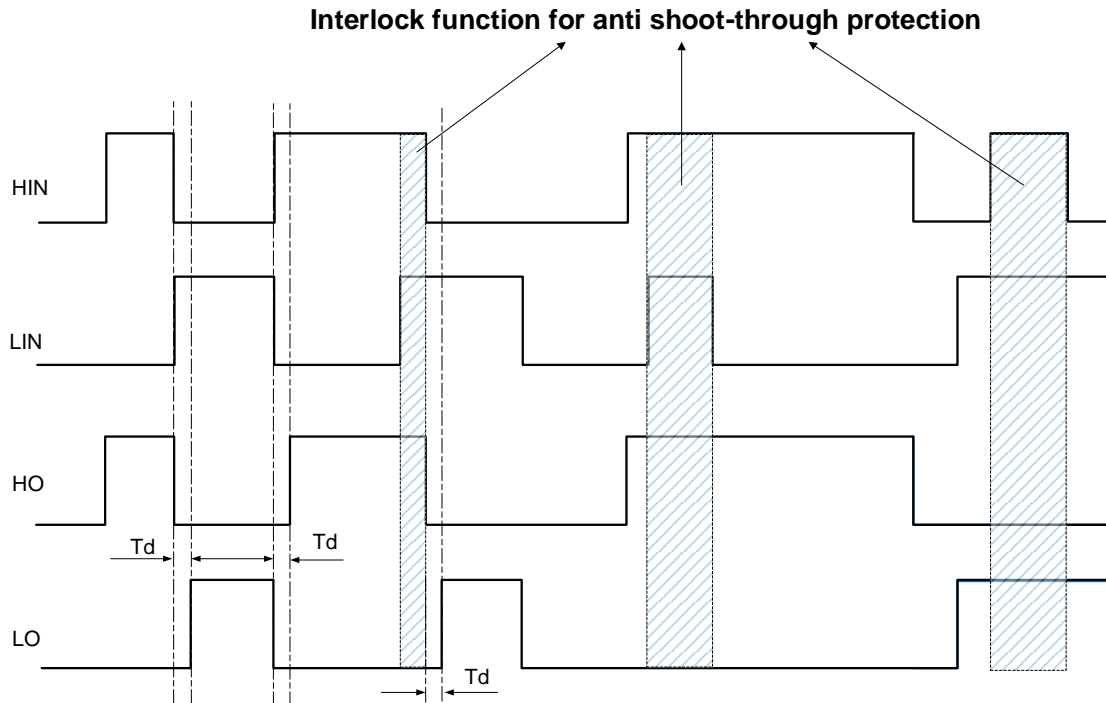 Interlock function for anti shoot-through protection
HIN
LIN
HO
Td
Td
LO
Td